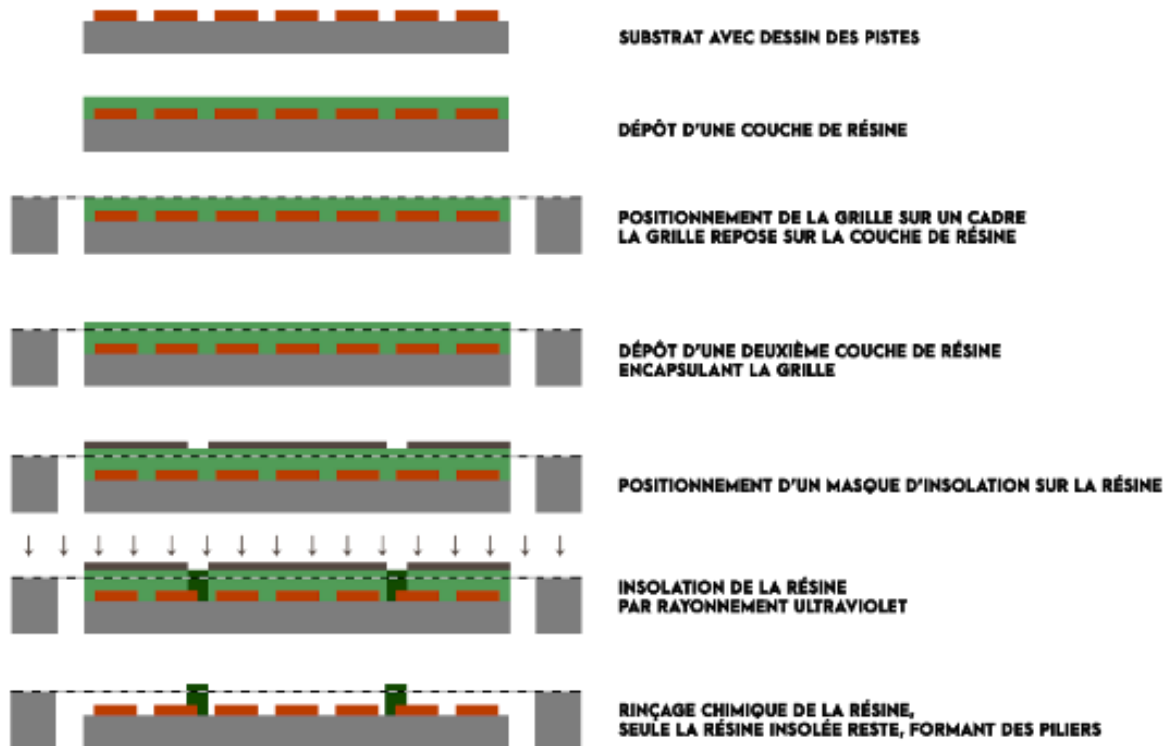 SUBSTRAT AVEC DESSIN DES PISTES
DÉPÔT D'UNE COUCHE DE RÉSINE
POSITIONNEMENT DE LA GRILLE SUR UN CADRE
LA GRILLE REPOSE SUR LA COUCHE DE RÉSINE
DÉPÔT D'UNE DEUXIÈME COUCHE DE RÉSINE
ENCAPSULANT LA GRILLE
POSITIONNEMENT D'UN MASQUE D'INSOLATION SUR LA RÉSINE
INSOLATION DE LA RÉSINE
PAR RAYONNEMENT ULTRAVIOLET
RINÇAGE CHIMIQUE DE LA RÉSINE,
SEULE LA RÉSINE INSOLÉE RESTE, FORMANT DES PILIERS